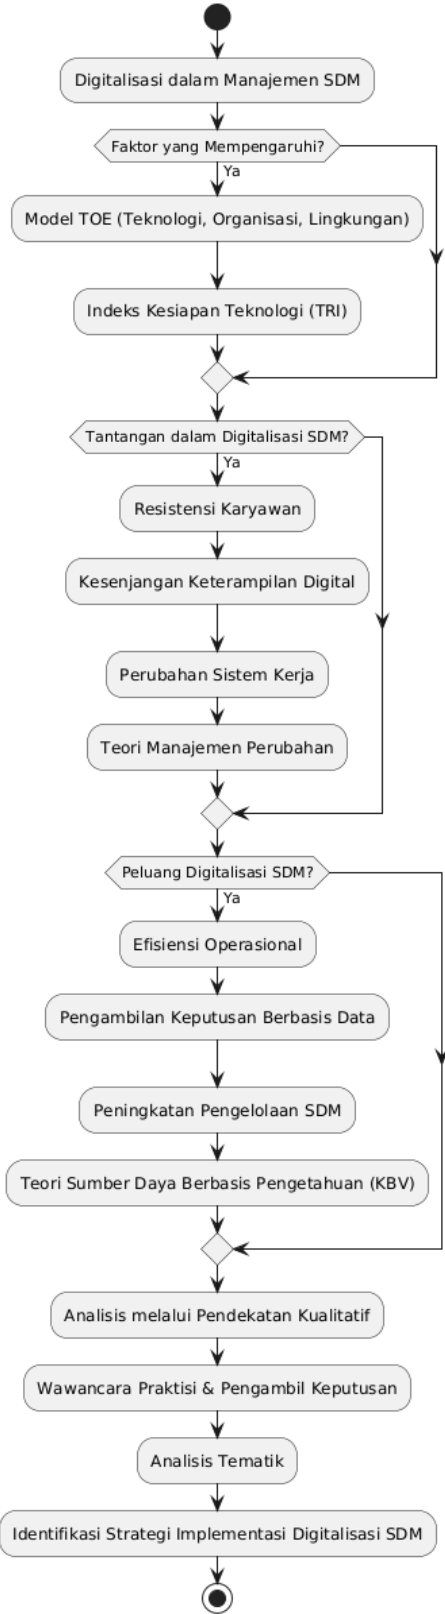 Digitalisasi dalam Manajemen SDM
Faktor yang Mempengaruhi?
Ya
Model TOE (Teknologi, Organisasi, Lingkungan)
Indeks Kesiapan Teknologi (TRI)
Tantangan dalam Digitalisasi SDM?
Ya
Resistensi Karyawan
Kesenjangan Keterampilan Digital
Perubahan Sistem Kerja
Teori Manajemen Perubahan
Peluang Digitalisasi SDM?
Ya
Efisiensi Operasional
Pengambilan Keputusan Berbasis Data
Peningkatan Pengelolaan SDM
Teori Sumber Daya Berbasis Pengetahuan (KBV)
Analisis melalui Pendekatan Kualitatif
Wawancara Praktisi & Pengambil Keputusan
Analisis Tematik
Identifikasi Strategi Implementasi Digitalisasi SDM